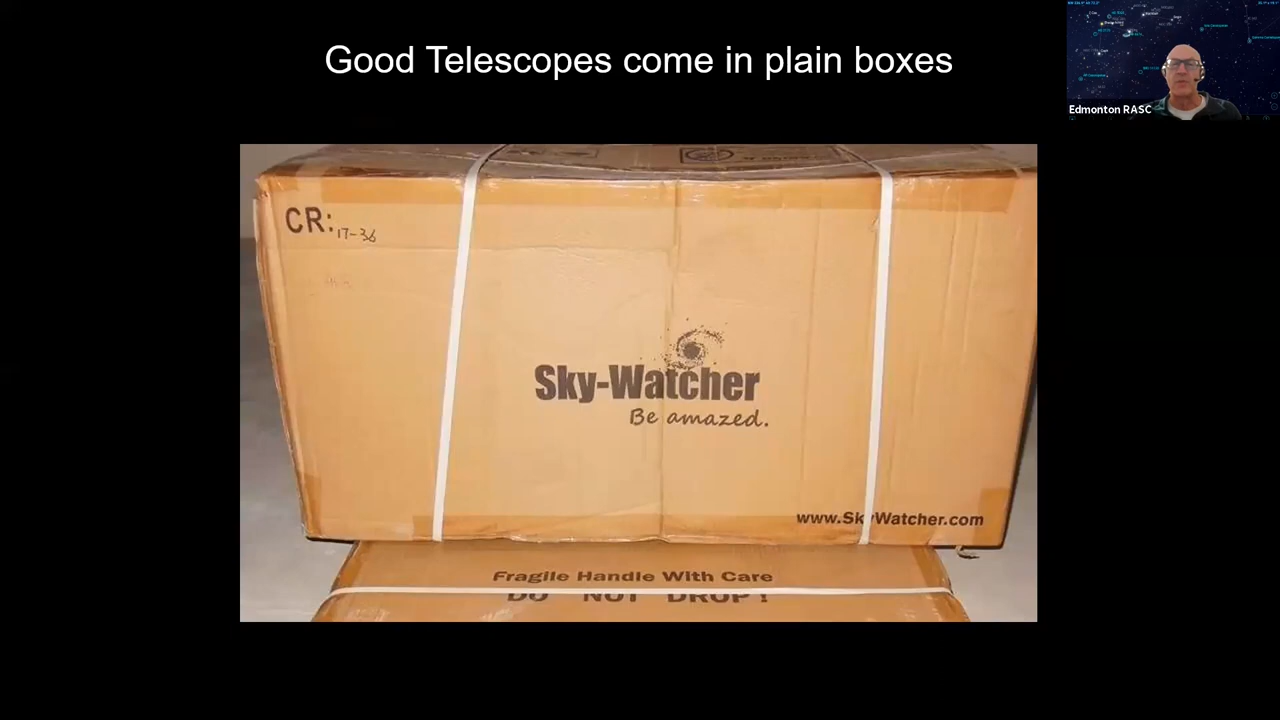 Good Telescopes come in plain boxes
Edmonton RASC
CR: 17-36
Sky-Watcher
Be amazed.
www.SkyWatcher.com
Fragile Handle With Care
DO NOT DROP!